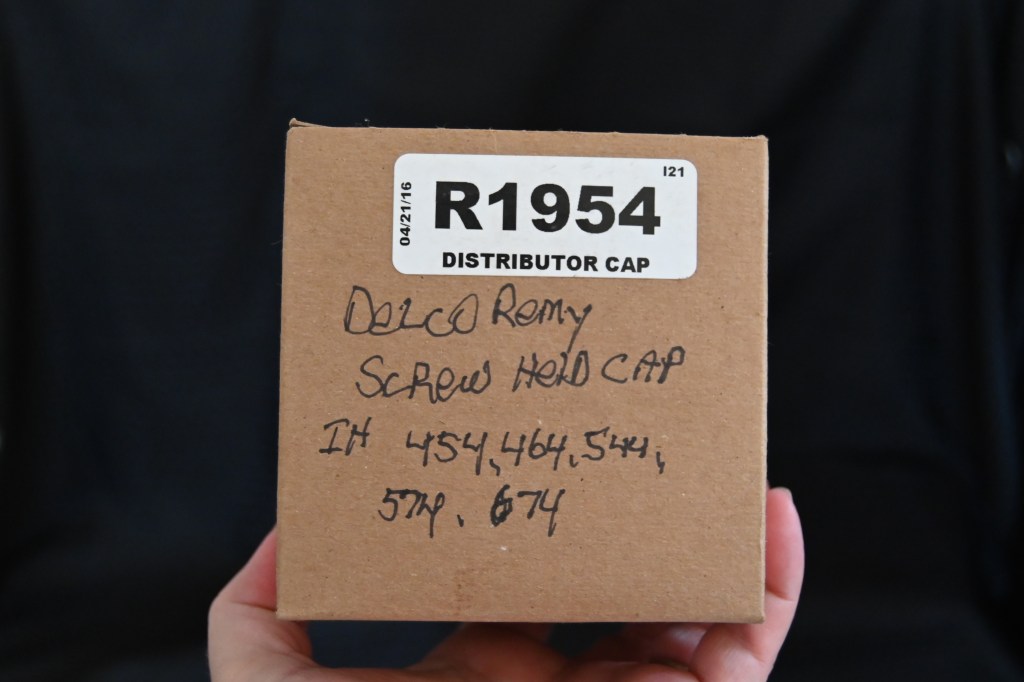 I21
04/21/16
R1954
DISTRIBUTOR CAP
Delco Remy
Screw Held CAP
IH 454, 464, 544,
574, 674